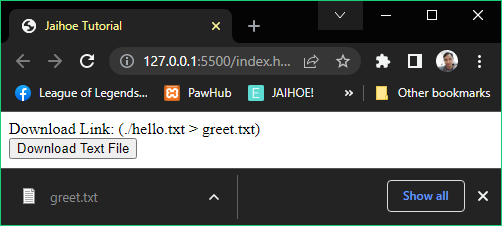 Jaihoe Tutorial
127.0.0.1:5500/index.h...
League of Legends... PawHub JAIHOE! » Other bookmarks
Download Link: (./hello.txt > greet.txt)
Download Text File
greet.txt Show all